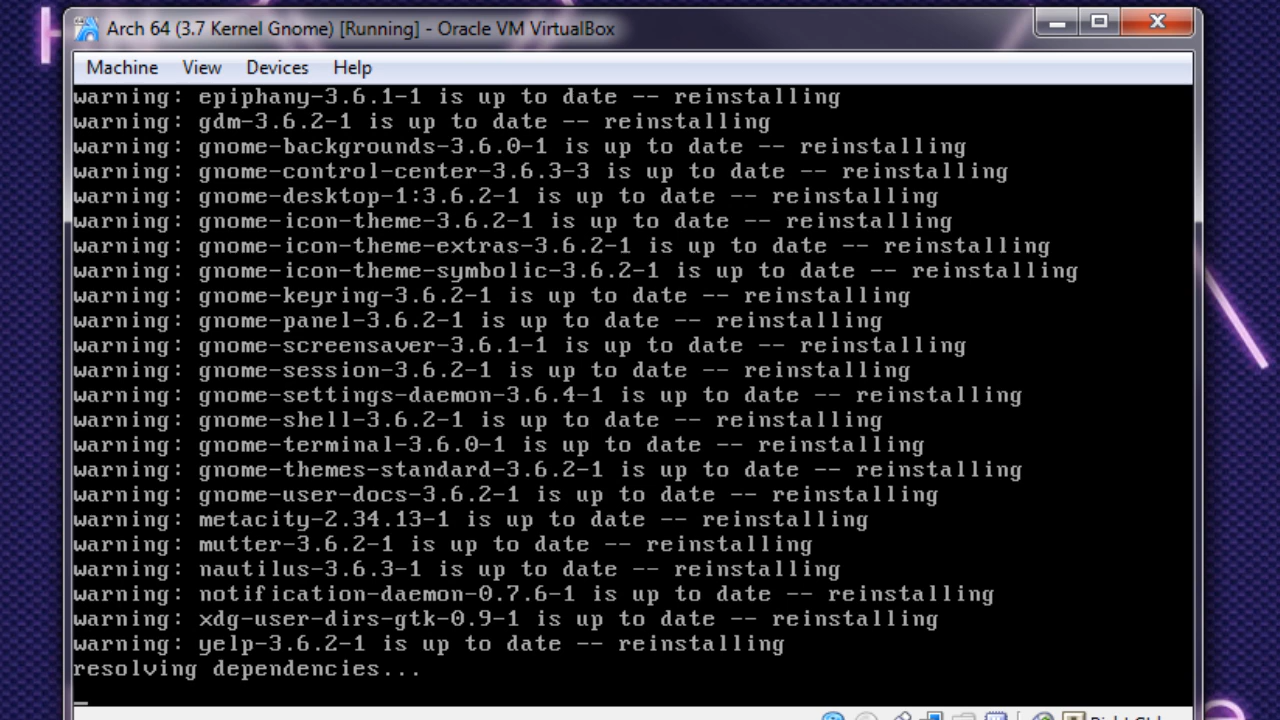 Arch 64 (3.7 Kernel Gnome) [Running] - Oracle VM VirtualBox
Machine View Devices Help
warning: epiphany-3.6.1-1 is up to date -- reinstalling
warning: gdm-3.6.2-1 is up to date -- reinstalling
warning: gnome-backgrounds-3.6.0-1 is up to date -- reinstalling
warning: gnome-control-center-3.6.3-3 is up to date -- reinstalling
warning: gnome-desktop-1:3.6.2-1 is up to date -- reinstalling
warning: gnome-icon-theme-3.6.2-1 is up to date -- reinstalling
warning: gnome-icon-theme-extras-3.6.2-1 is up to date -- reinstalling
warning: gnome-icon-theme-symbolic-3.6.2-1 is up to date -- reinstalling
warning: gnome-keyring-3.6.2-1 is up to date -- reinstalling
warning: gnome-panel-3.6.2-1 is up to date -- reinstalling
warning: gnome-screensaver-3.6.1-1 is up to date -- reinstalling
warning: gnome-session-3.6.2-1 is up to date -- reinstalling
warning: gnome-settings-daemon-3.6.4-1 is up to date -- reinstalling
warning: gnome-shell-3.6.2-1 is up to date -- reinstalling
warning: gnome-terminal-3.6.0-1 is up to date -- reinstalling
warning: gnome-themes-standard-3.6.2-1 is up to date -- reinstalling
warning: gnome-user-docs-3.6.2-1 is up to date -- reinstalling
warning: metacity-2.34.13-1 is up to date -- reinstalling
warning: mutter-3.6.2-1 is up to date -- reinstalling
warning: nautilus-3.6.3-1 is up to date -- reinstalling
warning: notification-daemon-0.7.6-1 is up to date -- reinstalling
warning: xdg-user-dirs-gtk-0.9-1 is up to date -- reinstalling
warning: yelp-3.6.2-1 is up to date -- reinstalling
resolving dependencies...
Right Ctrl